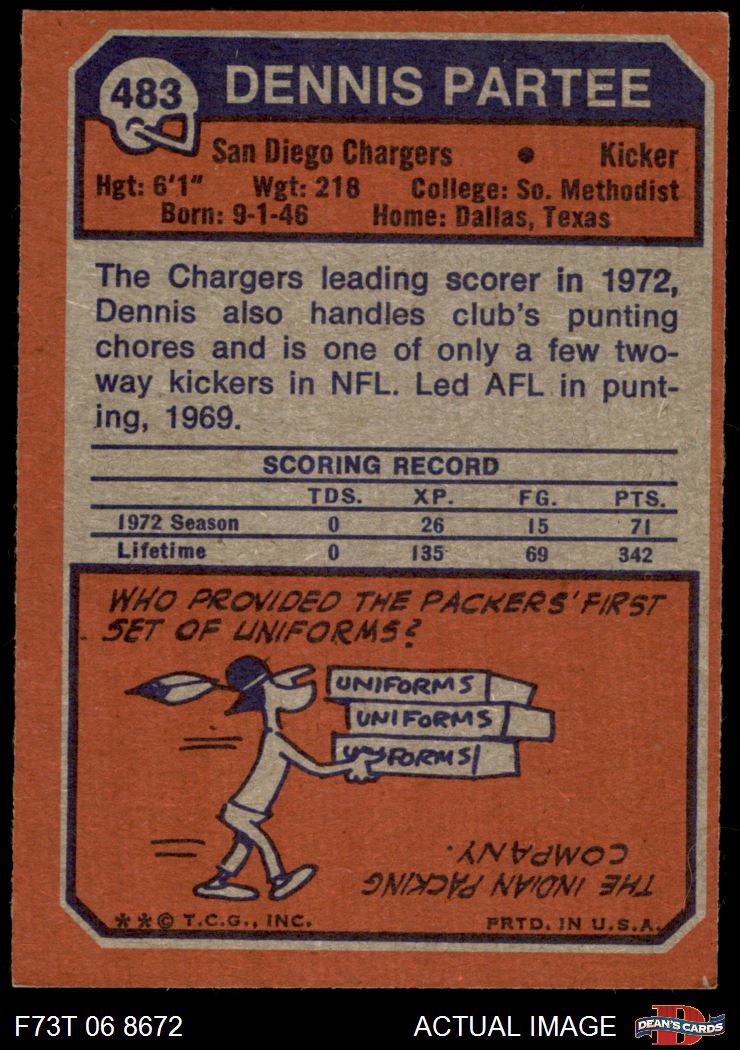 483
DENNIS PARTEE
San Diego Chargers • Kicker
Hgt: 6'1" Wgt: 218 College: So. Methodist
Born: 9-1-46 Home: Dallas, Texas
The Chargers leading scorer in 1972,
Dennis also handles club's punting
chores and is one of only a few two-
way kickers in NFL. Led AFL in punt-
ing, 1969.
SCORING RECORD
TDS. XP. FG. PTS.
1972 Season 0 26 15 71
Lifetime 0 135 69 342
WHO PROVIDED THE PACKERS' FIRST
SET OF UNIFORMS?
UNIFORMS
UNIFORMS
UNIFORMS
THE INDIAN PACKING
COMPANY.
**© T.C.G., INC. PRTD. IN U.S.A.
F73T 06 8672 ACTUAL IMAGE
D
DEAN'S CARDS